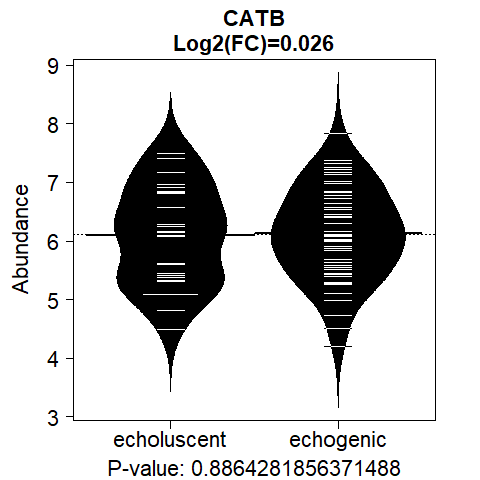 CATB
Log2(FC)=0.026
9
8
7
6
5
4
3
Abundance
echoluscent echogenic
P-value: 0.8864281856371488